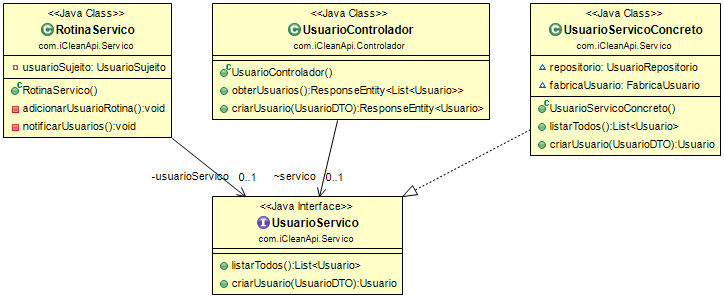 <<Java Class>>
RotinaServico
com.iCleanApi.Servico
usuarioSujeito: UsuarioSujeito
RotinaServico()
adicionarUsuarioRotina():void
notificarUsuarios():void
<<Java Class>>
UsuarioControlador
com.iCleanApi.Controlador
UsuarioControlador()
obterUsuarios():ResponseEntity<List<Usuario>>
criarUsuario(UsuarioDTO):ResponseEntity<Usuario>
<<Java Class>>
UsuarioServicoConcreto
com.iCleanApi.Servico
repositorio: UsuarioRepositorio
fabricaUsuario: FabricaUsuario
UsuarioServicoConcreto()
listarTodos():List<Usuario>
criarUsuario(UsuarioDTO):Usuario
-usuarioServico 0..1
~servico 0..1
<<Java Interface>>
UsuarioServico
com.iCleanApi.Servico
listarTodos():List<Usuario>
criarUsuario(UsuarioDTO):Usuario